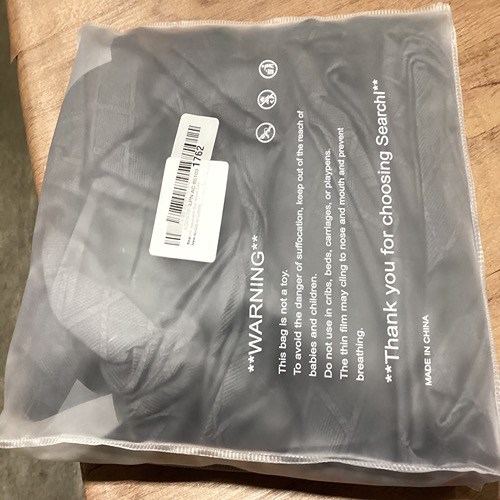 **WARNING**
This bag is not a toy.
To avoid the danger of suffocation, keep out of the reach of
babies and children.
Do not use in cribs, beds, carriages, or playpens.
The thin film may cling to nose and mouth and prevent
breathing.
**Thank you for choosing Searchl**
MADE IN CHINA
1762